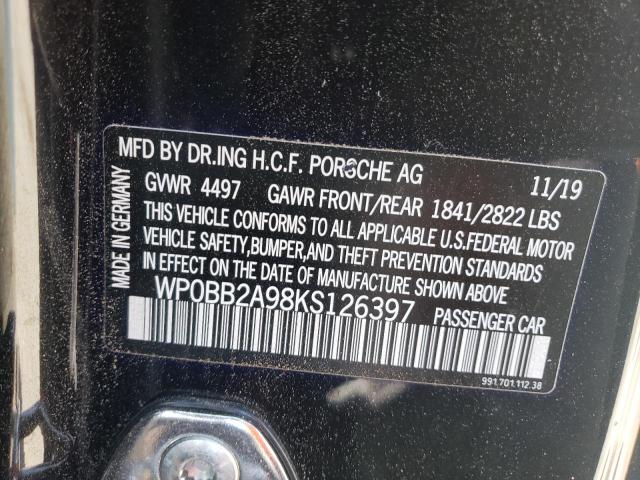 MFD BY DR.ING H.C.F. PORSCHE AG 11/19
GVWR 4497 GAWR FRONT/REAR 1841/2822 LBS
THIS VEHICLE CONFORMS TO ALL APPLICABLE U.S.FEDERAL MOTOR
VEHICLE SAFETY,BUMPER,AND THEFT PREVENTION STANDARDS
IN EFFECT ON THE DATE OF MANUFACTURE SHOWN ABOVE
WP0BB2A98KS126397 PASSENGER CAR
991.701.112.38
MADE IN GERMANY